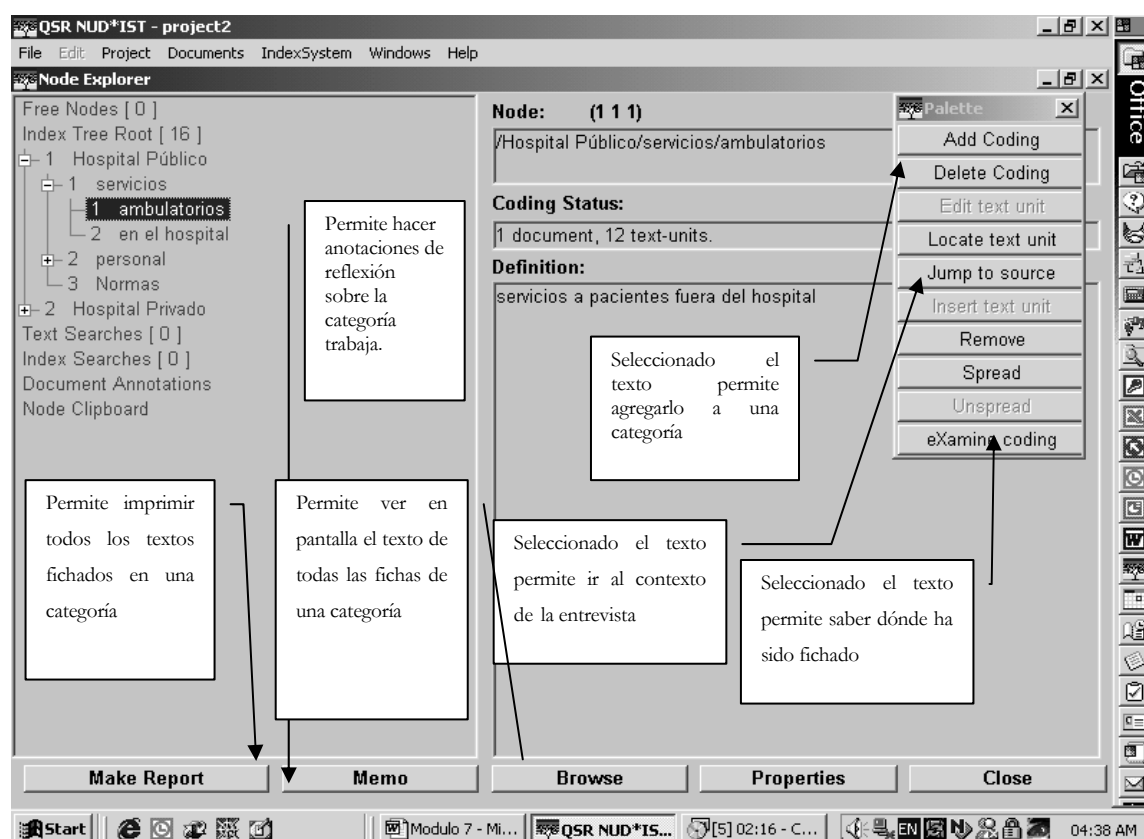 QSR NUD*IST - project2
File Edit Project Documents IndexSystem Windows Help
Node Explorer
Free Nodes [ 0 ]
Index Tree Root [ 16 ]
1 Hospital Público
1 servicios
1 ambulatorios
2 en el hospital
2 personal
3 Normas
2 Hospital Privado
Text Searches [ 0 ]
Index Searches [ 0 ]
Document Annotations
Node Clipboard
Permite hacer
anotaciones de
reflexión
sobre la
categoría
trabaja.
Permite imprimir
todos los textos
fichados en una
categoría
Permite ver en
pantalla el texto de
todas las fichas de
una categoría
Node: (1 1 1)
/Hospital Público/servicios/ambulatorios
Coding Status:
1 document, 12 text-units.
Definition:
servicios a pacientes fuera del hospital
Seleccionado el
texto permite
agregarlo a una
categoría
Seleccionado el texto
permite ir al contexto
de la entrevista
Seleccionado el texto
permite saber dónde ha
sido fichado
Palette
Add Coding
Delete Coding
Edit text unit
Locate text unit
Jump to source
Insert text unit
Remove
Spread
Unspread
eXamine coding
Make Report Memo Browse Properties Close
Office
Start Modulo 7 - Mi... QSR NUD*IS... [5] 02:16 - C... EN 04:38 AM